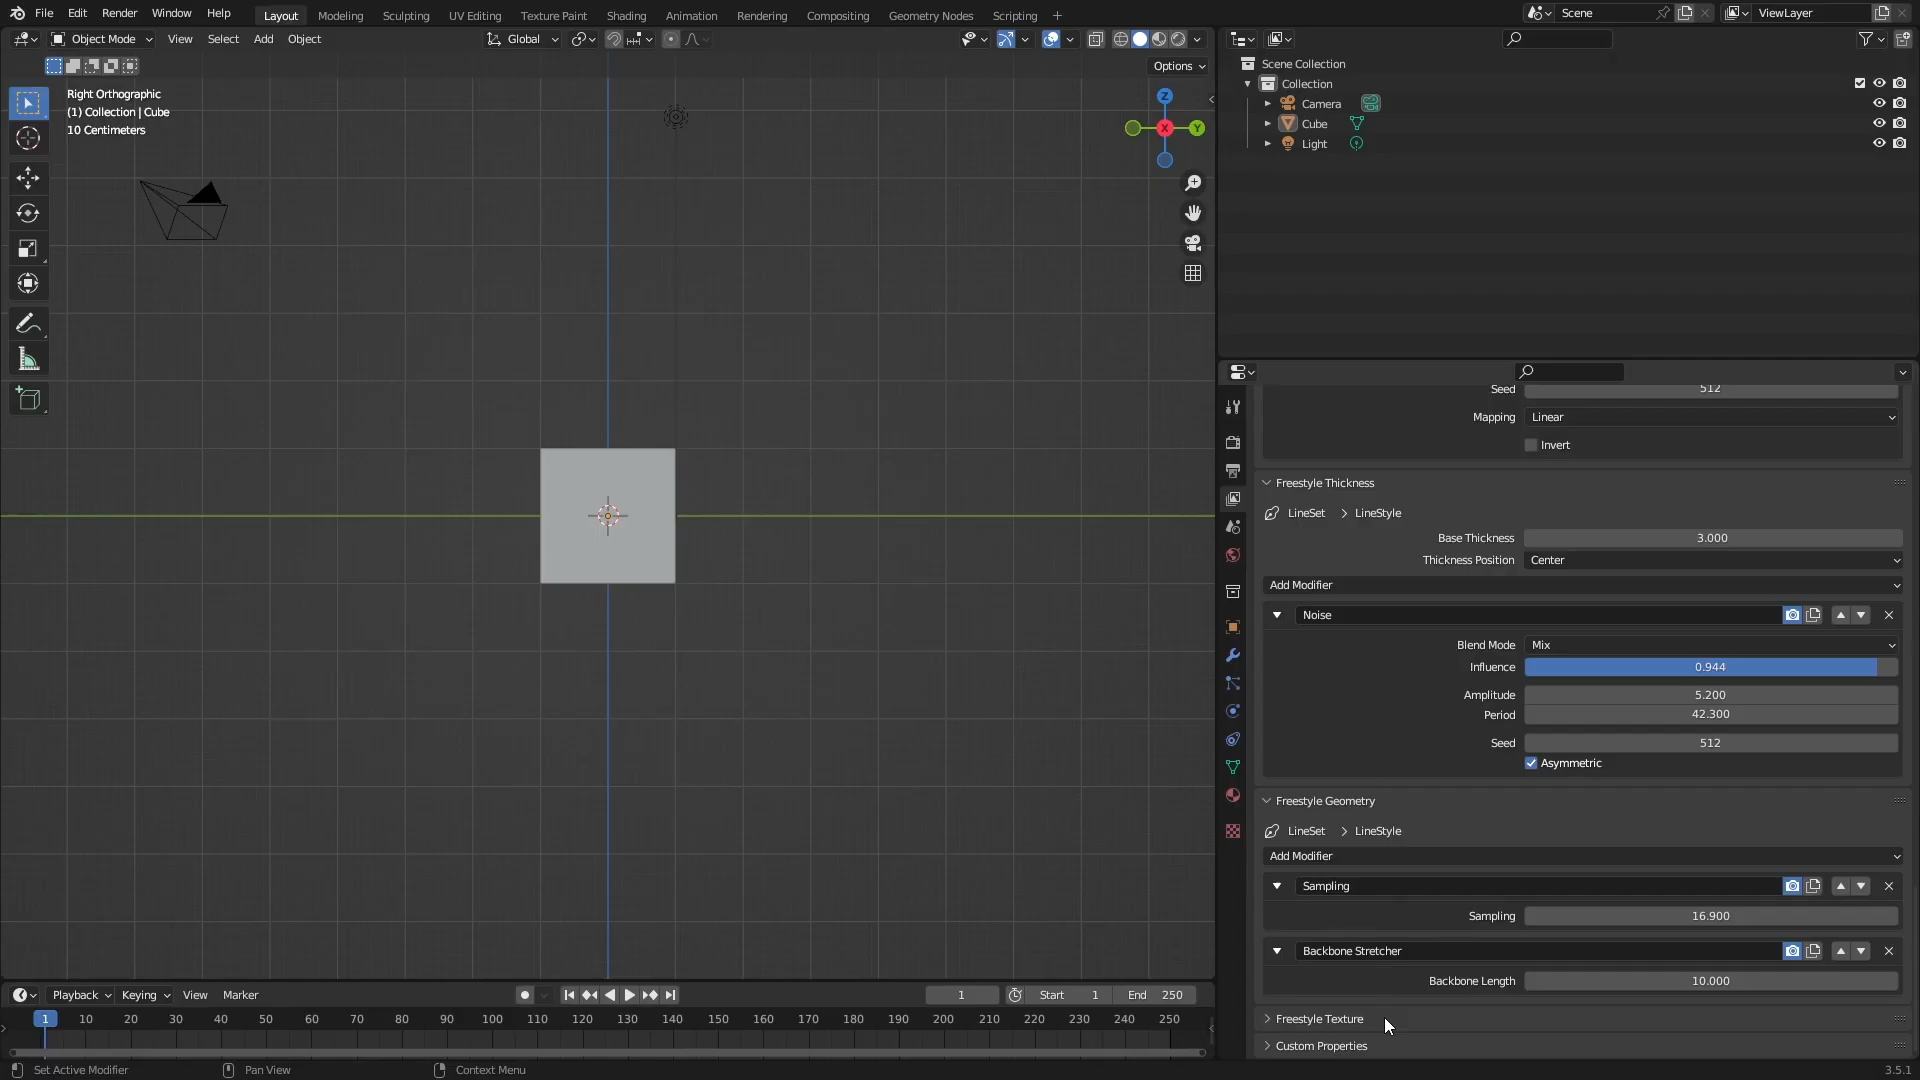 File Edit Render Window Help Layout Modeling Sculpting UV Editing Texture Paint Shading Animation Rendering Compositing Geometry Nodes Scripting + Scene ViewLayer
Object Mode View Select Add Object Global
Options
Right Orthographic
(1) Collection | Cube
10 Centimeters
Z
X Y
Scene Collection
Collection
Camera
Cube
Light
Seed 512
Mapping Linear
Invert
Freestyle Thickness
LineSet > LineStyle
Base Thickness 3.000
Thickness Position Center
Add Modifier
Noise
Blend Mode Mix
Influence 0.944
Amplitude 5.200
Period 42.300
Seed 512
Asymmetric
Freestyle Geometry
LineSet > LineStyle
Add Modifier
Sampling
Sampling 16.900
Backbone Stretcher
Backbone Length 10.000
Freestyle Texture
Custom Properties
Playback Keying View Marker 1 Start 1 End 250
1 10 20 30 40 50 60 70 80 90 100 110 120 130 140 150 160 170 180 190 200 210 220 230 240 250
Set Active Modifier Pan View Context Menu 3.5.1